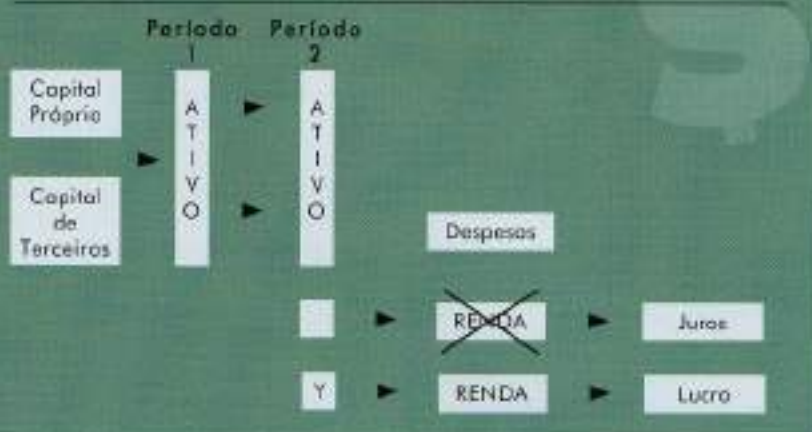 Período Período
1 2
Capital
Próprio
Capital
de
Terceiros
A
T
I
V
O
A
T
I
V
O
Despesas
RENDA
Juros
Y
RENDA
Lucro